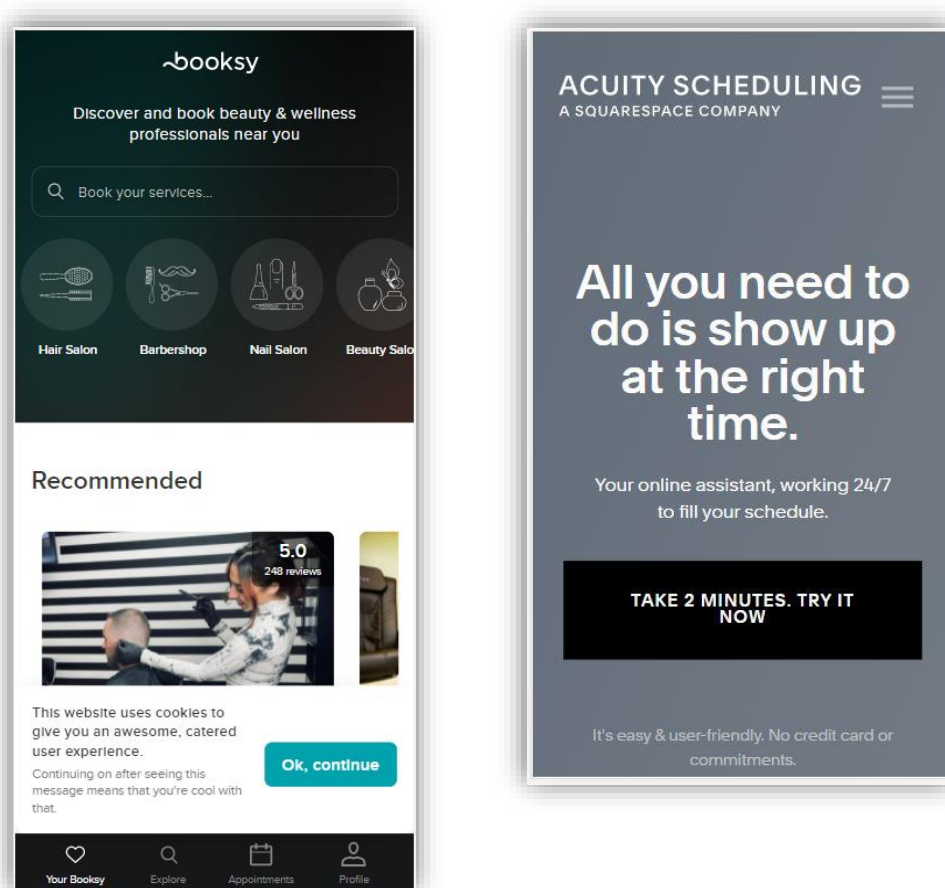 booksy
Discover and book beauty & wellness
professionals near you
Book your services...
Hair Salon
Barbershop
Nail Salon
Beauty Salo
Recommended
5.0
248 reviews
This website uses cookies to
give you an awesome, catered
user experience.
Continuing on after seeing this
message means that you're cool with
that.
Ok, continue
Your Booksy
Explore
Appointments
Profile
ACUITY SCHEDULING
A SQUARESPACE COMPANY
All you need to
do is show up
at the right
time.
Your online assistant, working 24/7
to fill your schedule.
TAKE 2 MINUTES. TRY IT
NOW
It's easy & user-friendly. No credit card or
commitments.